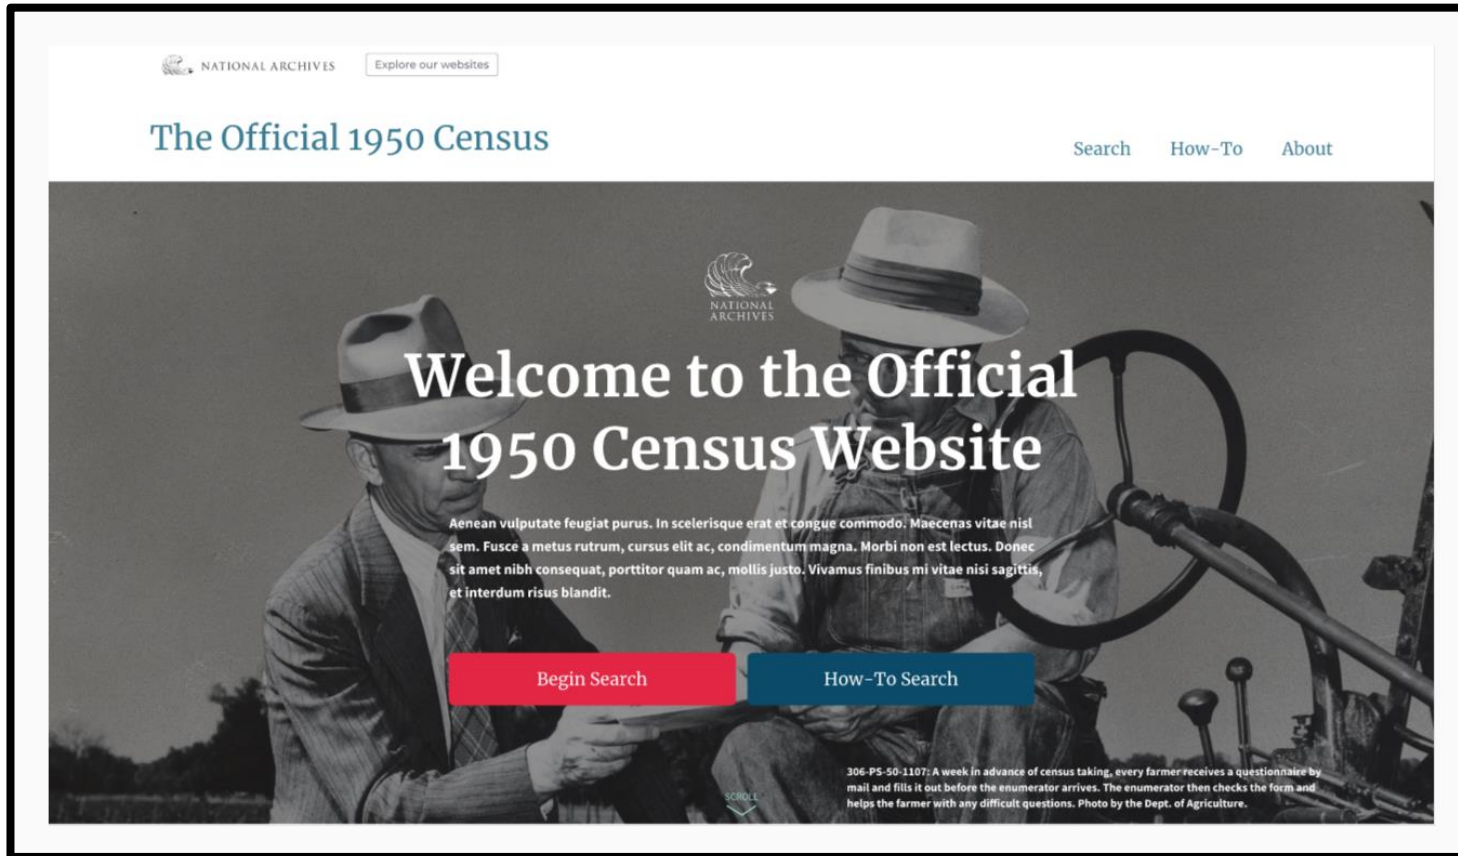 NATIONAL ARCHIVES
Explore our websites
The Official 1950 Census
Search
How-To
About
NATIONAL
ARCHIVES
Welcome to the Official
1950 Census Website
Aenean vulputate feugiat purus. In scelerisque erat et congue commodo. Maecenas vitae nisl
sem. Fusce a metus rutrum, cursus elit ac, condimentum magna. Morbi non est lectus. Donec
sit amet nibh consequat, porttitor quam ac, mollis justo. Vivamus finibus mi vitae nisi sagittis,
et interdum risus blandit.
Begin Search
How-To Search
306-PS-50-1107: A week in advance of census taking, every farmer receives a questionnaire by
mail and fills it out before the enumerator arrives. The enumerator then checks the form and
helps the farmer with any difficult questions. Photo by the Dept. of Agriculture.
SCROLL